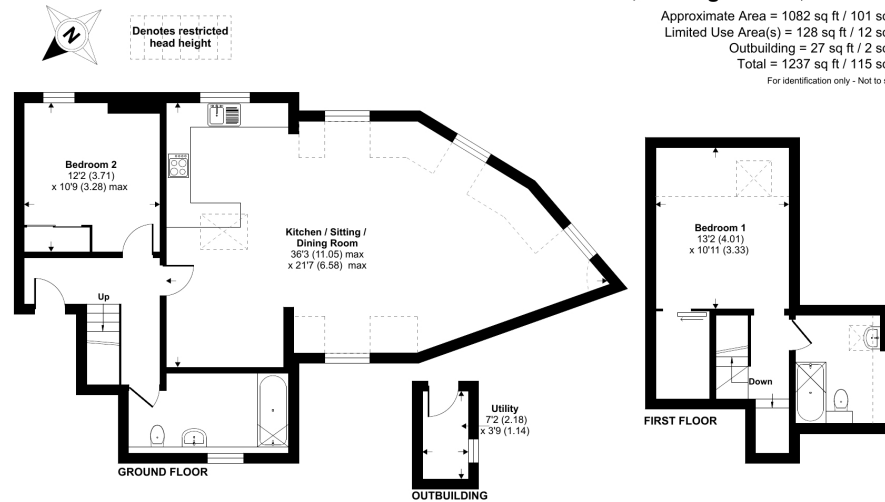 N
Denotes restricted
head height
Approximate Area = 1082 sq ft / 101 sq
Limited Use Area(s) = 128 sq ft / 12 sq
Outbuilding = 27 sq ft / 2 sq
Total = 1237 sq ft / 115 sq
For identification only - Not to s
Bedroom 2
12'2 (3.71)
x 10'9 (3.28) max
Kitchen / Sitting /
Dining Room
36'3 (11.05) max
x 21'7 (6.58) max
Up
GROUND FLOOR
Utility
7'2 (2.18)
x 3'9 (1.14)
OUTBUILDING
Bedroom 1
13'2 (4.01)
x 10'11 (3.33)
Down
FIRST FLOOR